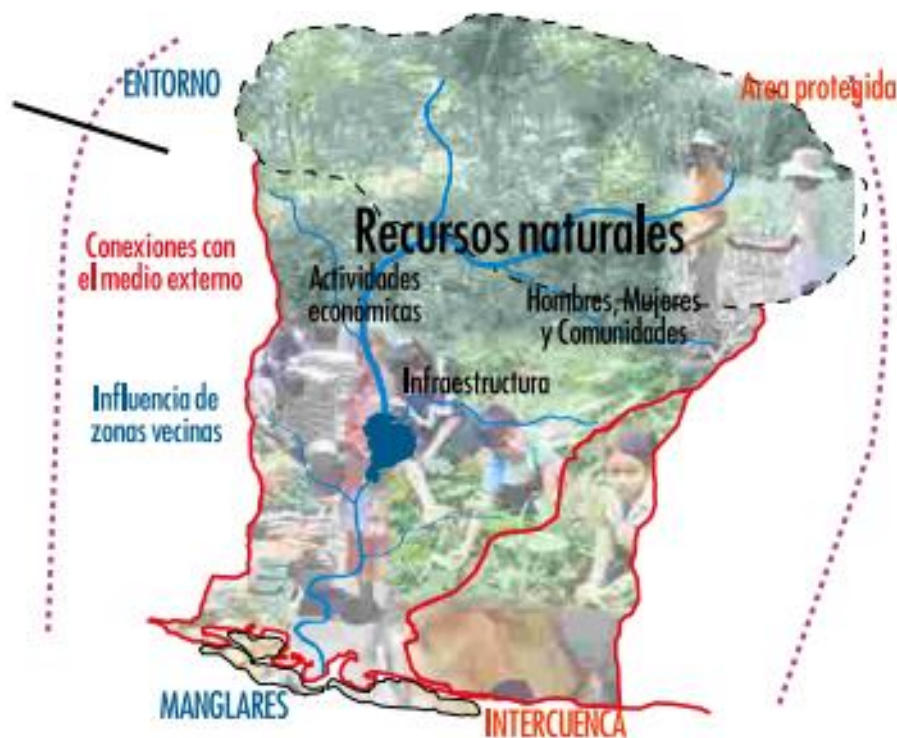 ENTORNO
Area protegida
Recursos naturales
Conexiones con
el medio externo
Actividades
económicas
Hombres, Mujeres
y Comunidades
Infraestructura
Influencia de
zonas vecinas
MANGLARES
INTERCUENCA